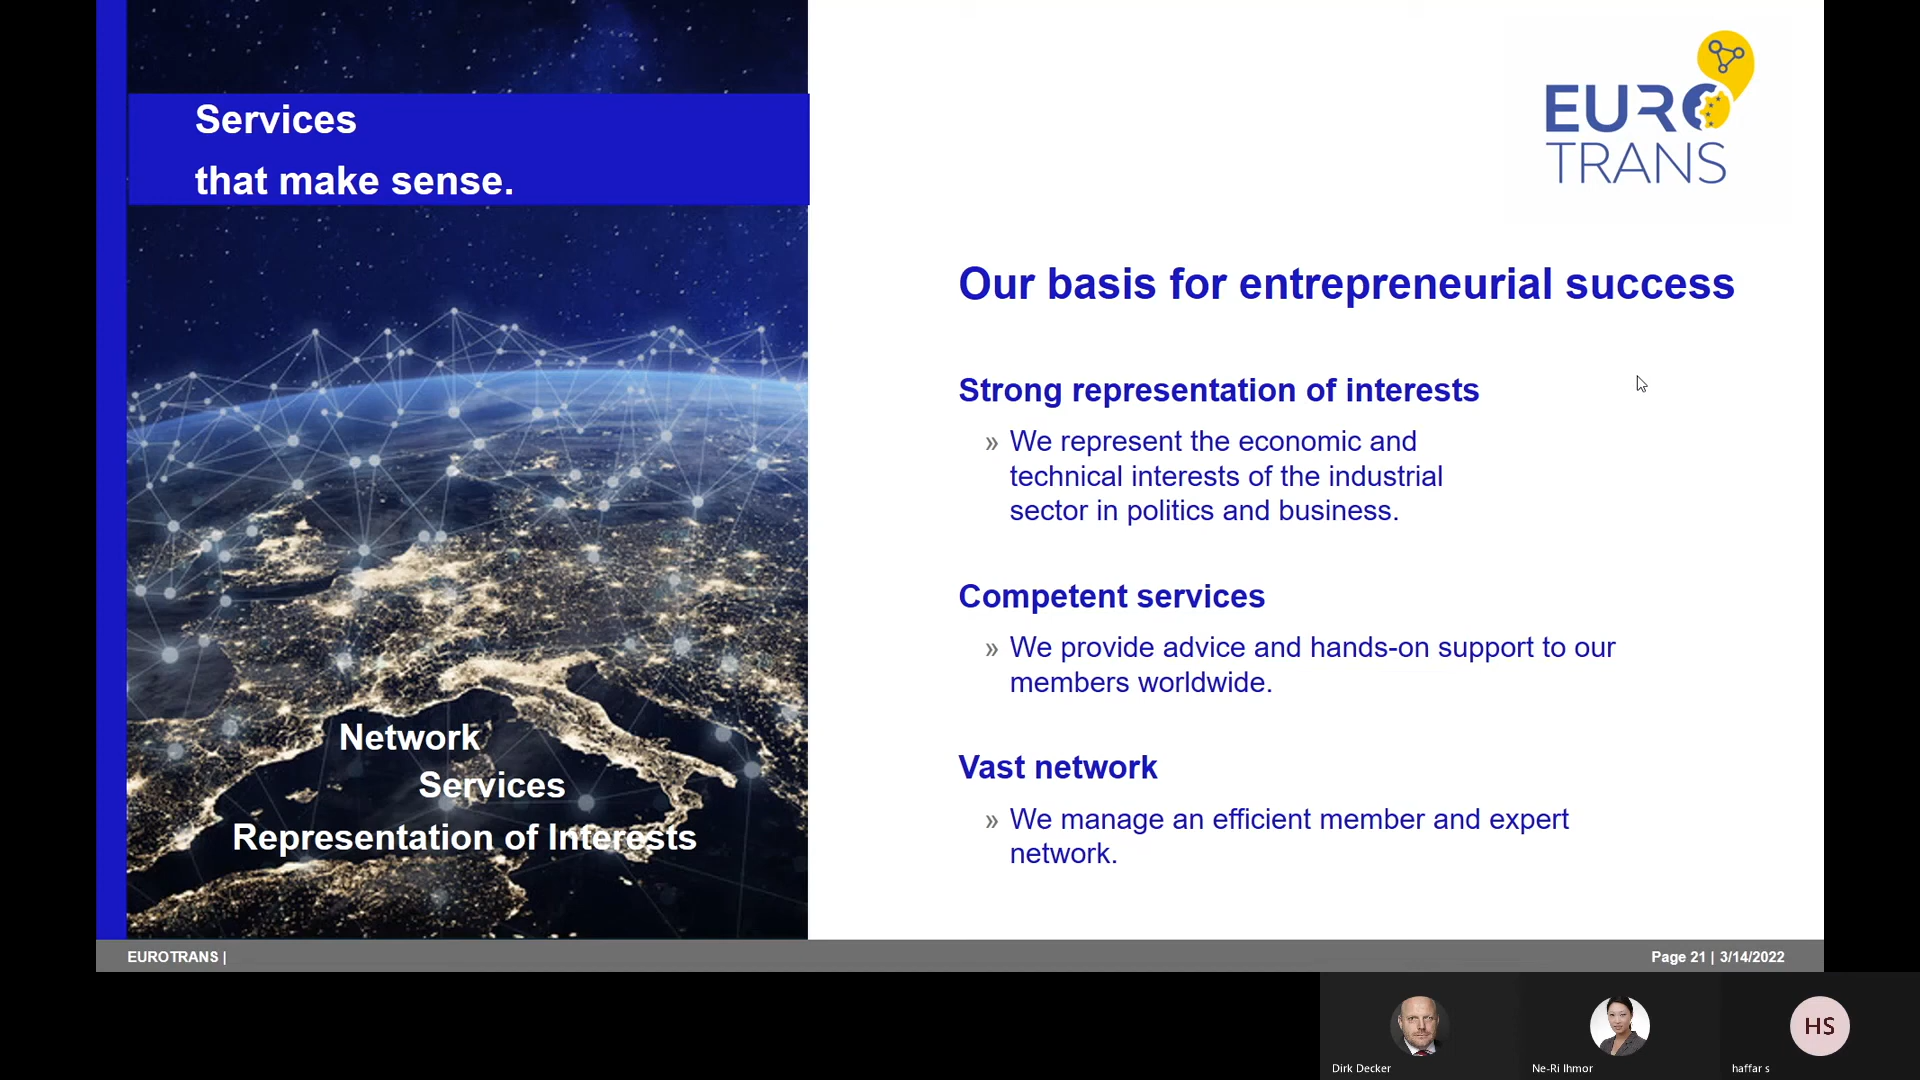 Services
that make sense.
EURO
TRANS
Our basis for entrepreneurial success
Strong representation of interests
» We represent the economic and
technical interests of the industrial
sector in politics and business.
Competent services
» We provide advice and hands-on support to our
members worldwide.
Vast network
» We manage an efficient member and expert
network.
Network
Services
Representation of Interests
EUROTRANS |
Page 21 | 3/14/2022
HS
Dirk Decker
Ne-Ri Ihmor
haffar s